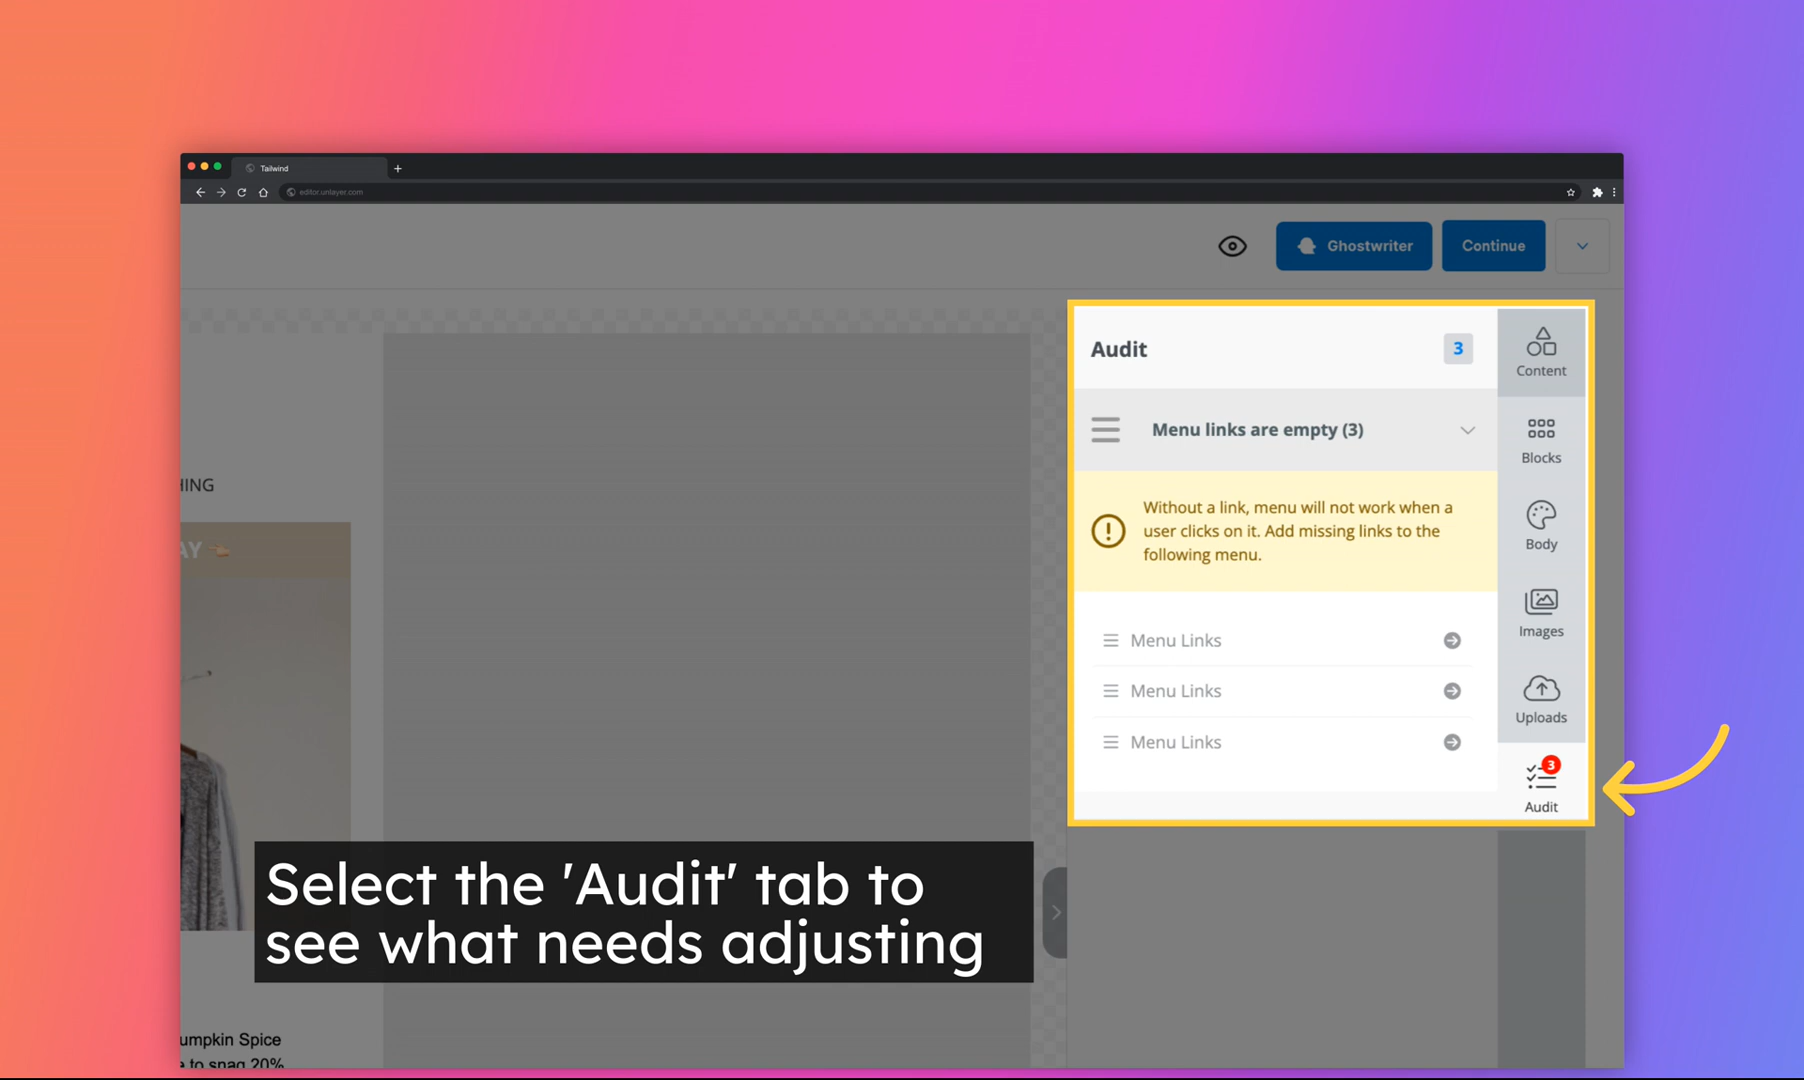 Tailwind
editor.unlayer.com
Ghostwriter
Continue
Audit
3
Content
Menu links are empty (3)
Blocks
Without a link, menu will not work when a
user clicks on it. Add missing links to the
following menu.
Body
Images
Menu Links
Menu Links
Menu Links
Uploads
3
Audit
HING
AY
Select the 'Audit' tab to
see what needs adjusting
umpkin Spice
e to snag 20%